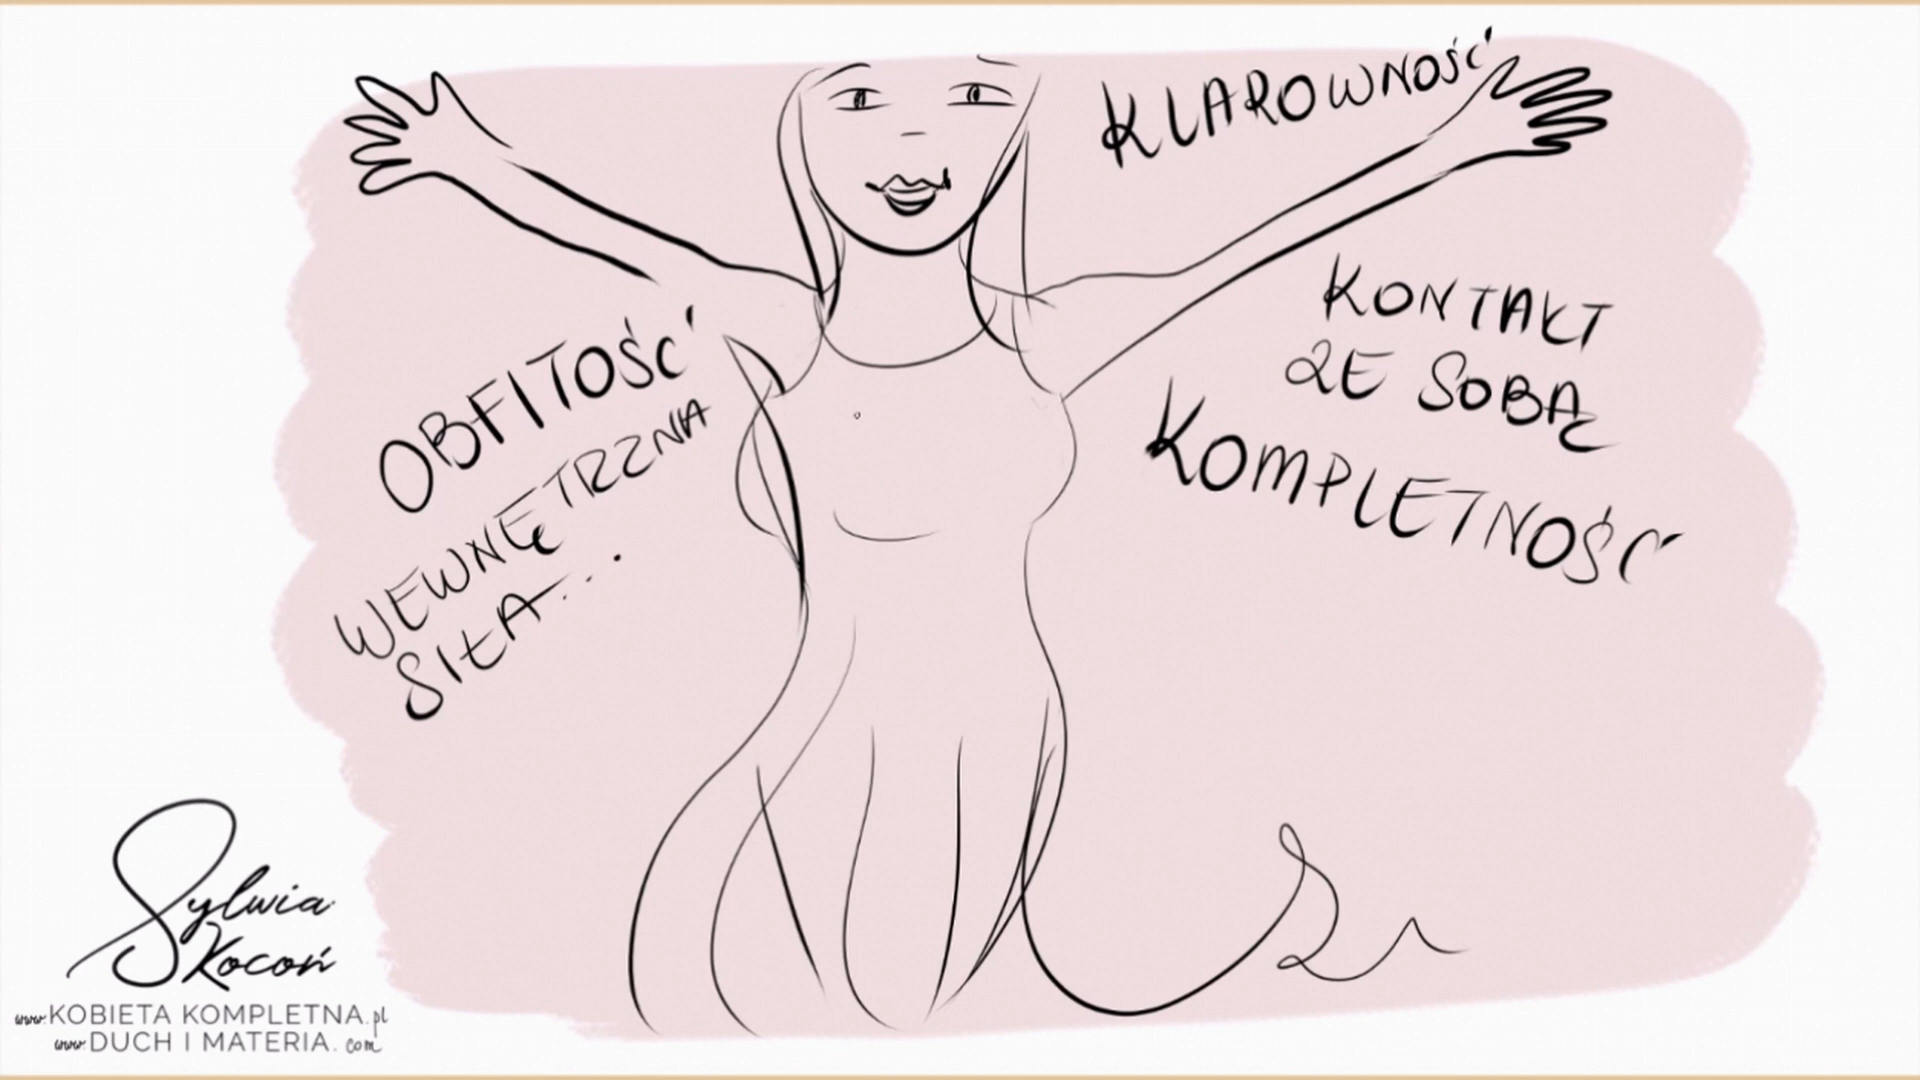 KLAROWNOŚĆ
KONTAKT
ZE SOBĄ
KOMPLETNOŚĆ
OBFITOŚĆ
WEWNĘTRZNA
SIŁA...
Sylwia
Kocoń
www.KOBIETA KOMPLETNA.pl
www.DUCH I MATERIA.com